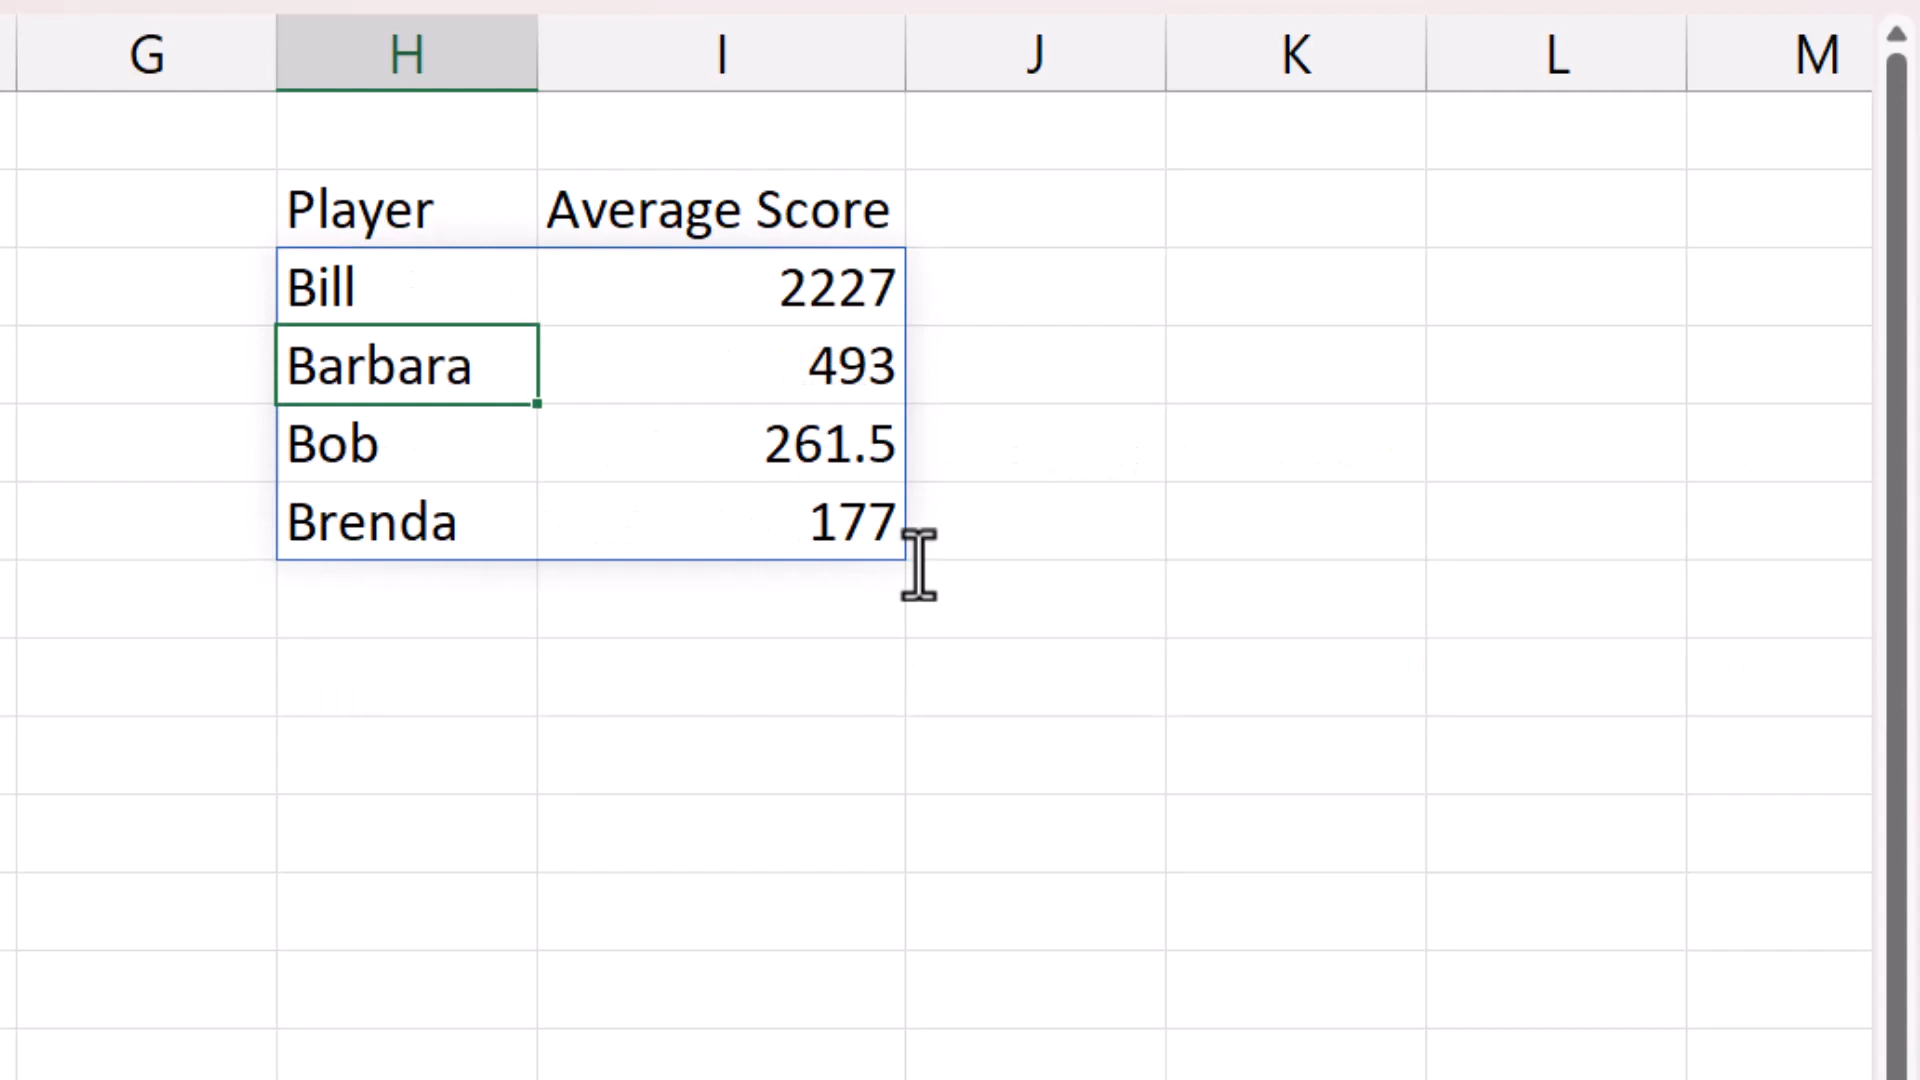 G H I J K L M
Player Average Score
Bill 2227
Barbara 493
Bob 261.5
Brenda 177